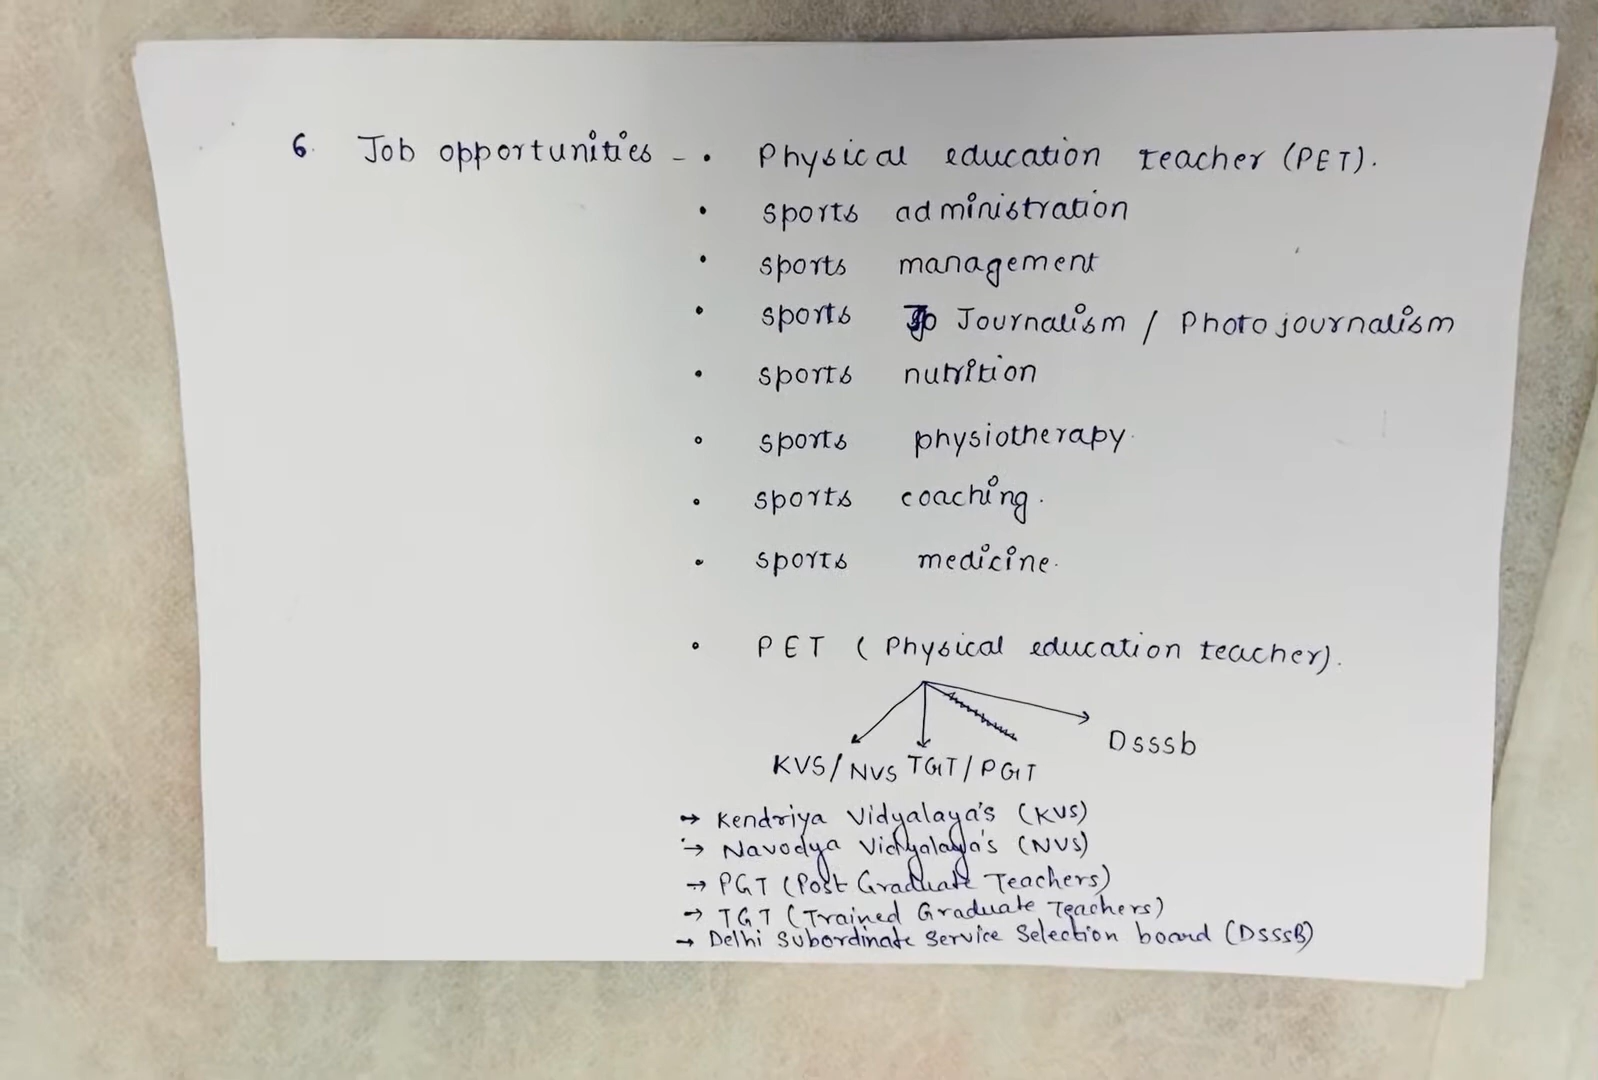 6. Job opportunities - • Physical education teacher (PET).
• sports administration
• sports management
• sports Journalism / Photo journalism
• sports nutrition
• sports physiotherapy.
• sports coaching.
• sports medicine.
• PET ( Physical education teacher).
KVS/ NVS TGT / PGT Dsssb
→ Kendriya Vidyalaya's (KVS)
→ Navodya Vidyalaya's (NVS)
→ PGT (Post Graduate Teachers)
→ TGT (Trained Graduate Teachers)
→ Delhi Subordinate Service Selection board (DSSSB)